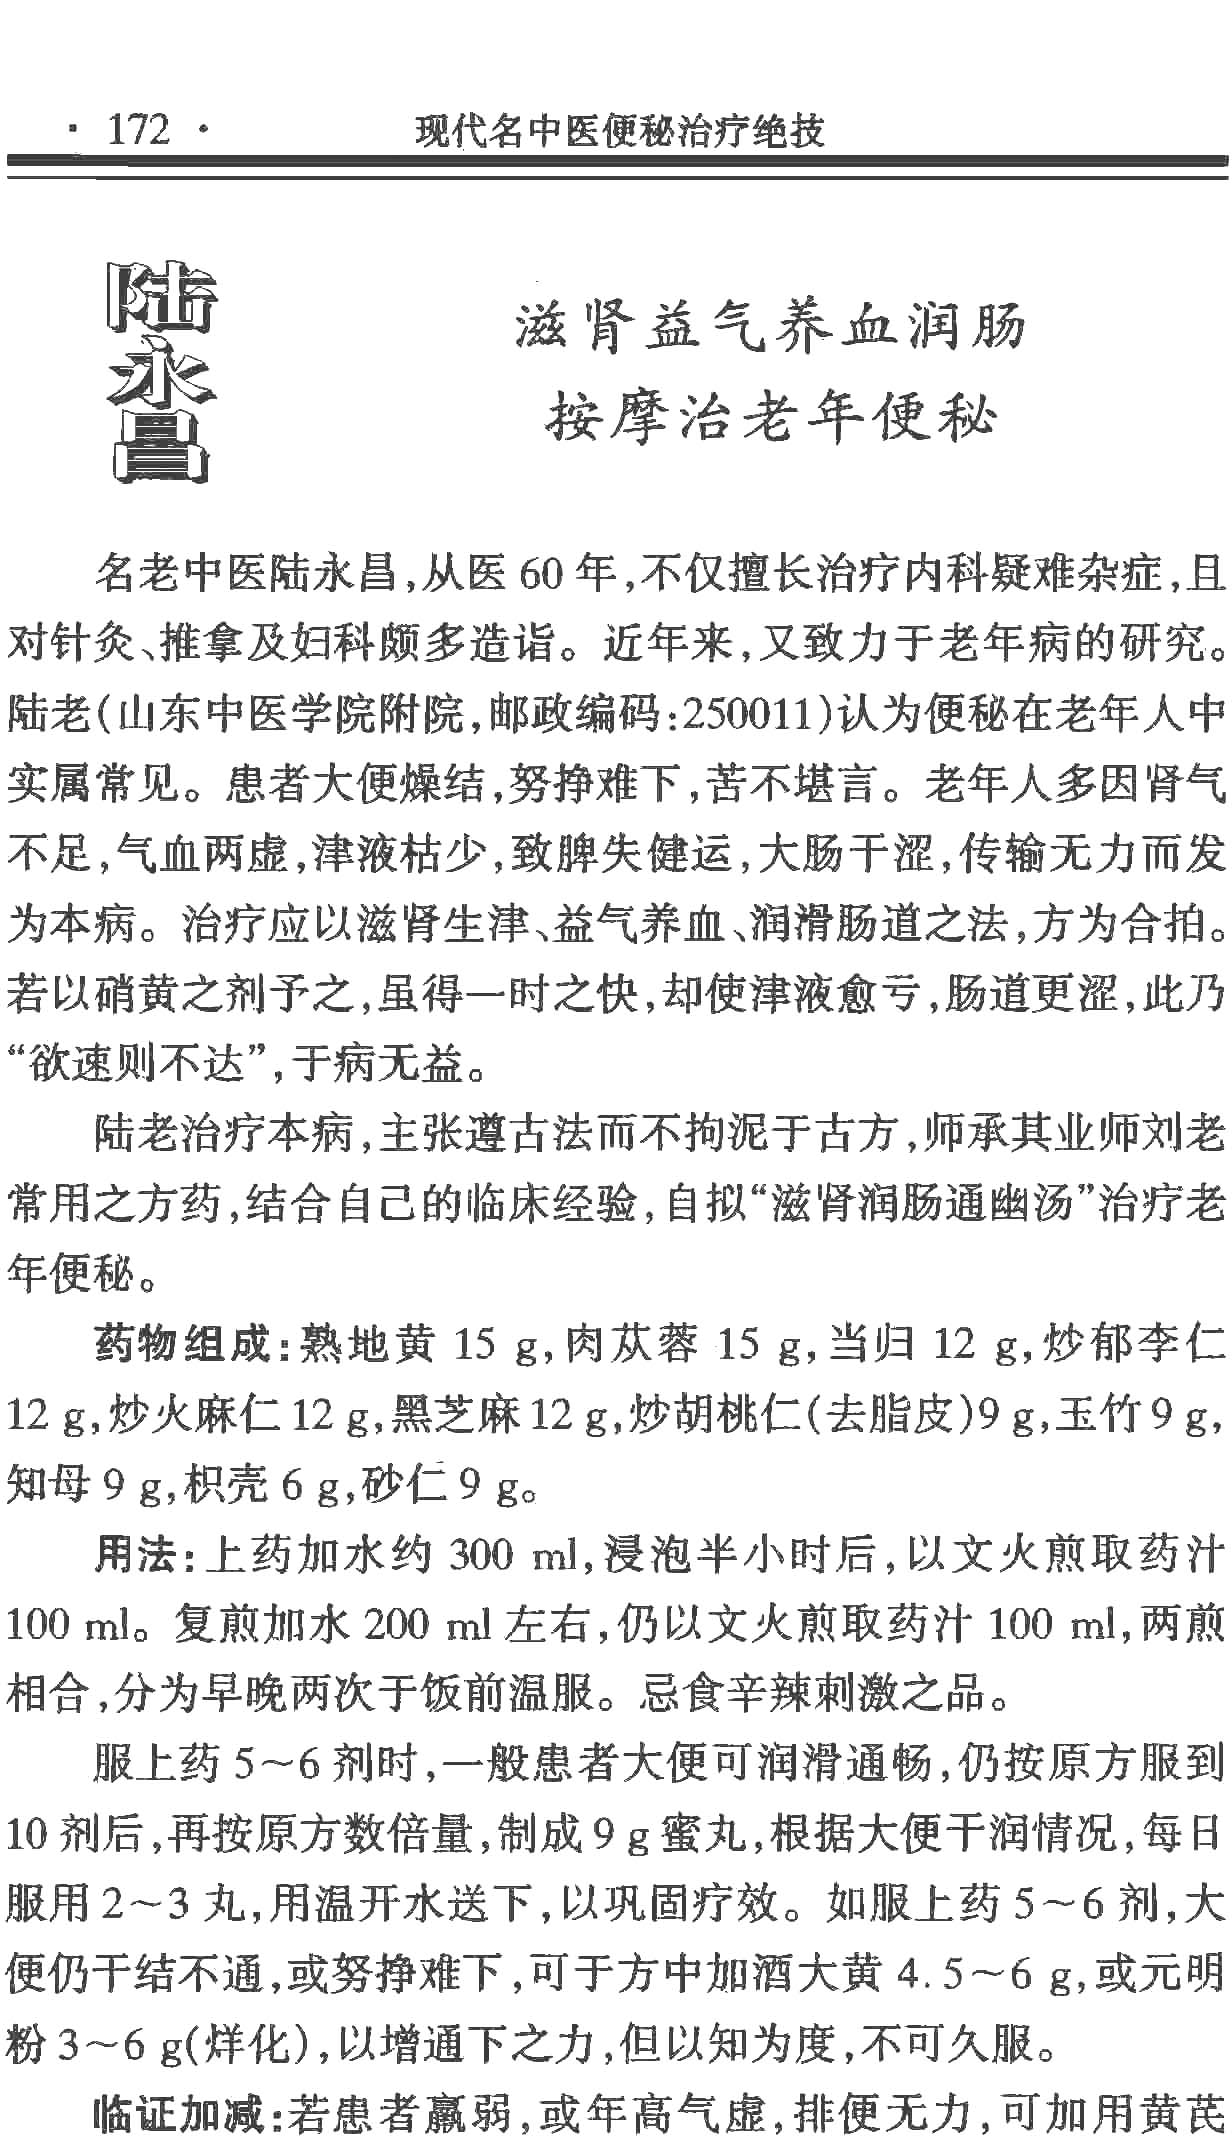 · 172 · 现代名中医便秘治疗绝技
陆永昌
滋肾益气养血润肠
按摩治老年便秘
名老中医陆永昌,从医 60 年,不仅擅长治疗内科疑难杂症,且
对针灸、推拿及妇科颇多造诣。近年来,又致力于老年病的研究。
陆老(山东中医学院附院,邮政编码:250011)认为便秘在老年人中
实属常见。患者大便燥结,努挣难下,苦不堪言。老年人多因肾气
不足,气血两虚,津液枯少,致脾失健运,大肠干涩,传输无力而发
为本病。治疗应以滋肾生津、益气养血、润滑肠道之法,方为合拍。
若以硝黄之剂予之,虽得一时之快,却使津液愈亏,肠道更涩,此乃
“欲速则不达”,于病无益。
陆老治疗本病,主张遵古法而不拘泥于古方,师承其业师刘老
常用之方药,结合自己的临床经验,自拟“滋肾润肠通幽汤”治疗老
年便秘。
药物组成:熟地黄 15 g,肉苁蓉 15 g,当归 12 g,炒郁李仁
12 g,炒火麻仁 12 g,黑芝麻 12 g,炒胡桃仁(去脂皮)9 g,玉竹 9 g,
知母 9 g,枳壳 6 g,砂仁 9 g。
用法:上药加水约 300 ml,浸泡半小时后,以文火煎取药汁
100 ml。复煎加水 200 ml 左右,仍以文火煎取药汁 100 ml,两煎
相合,分为早晚两次于饭前温服。忌食辛辣刺激之品。
服上药 5～6 剂时,一般患者大便可润滑通畅,仍按原方服到
10 剂后,再按原方数倍量,制成 9 g 蜜丸,根据大便干润情况,每日
服用 2～3 丸,用温开水送下,以巩固疗效。如服上药 5～6 剂,大
便仍干结不通,或努挣难下,可于方中加酒大黄 4.5～6 g,或元明
粉 3～6 g(烊化),以增通下之力,但以知为度,不可久服。
临证加减:若患者羸弱,或年高气虚,排便无力,可加用黄芪